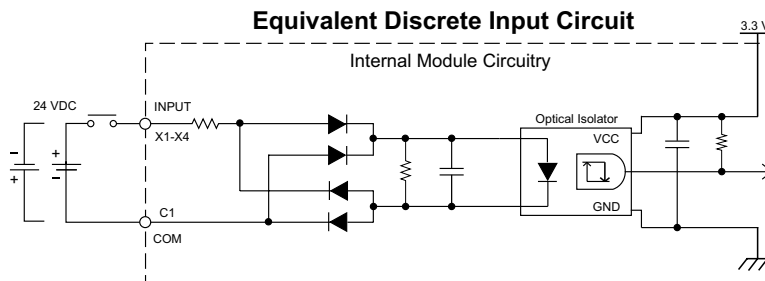 Equivalent Discrete Input Circuit
3.3 V
Internal Module Circuitry
24 VDC
INPUT
X1-X4
Optical Isolator
VCC
GND
C1
COM
- 
+
+
-